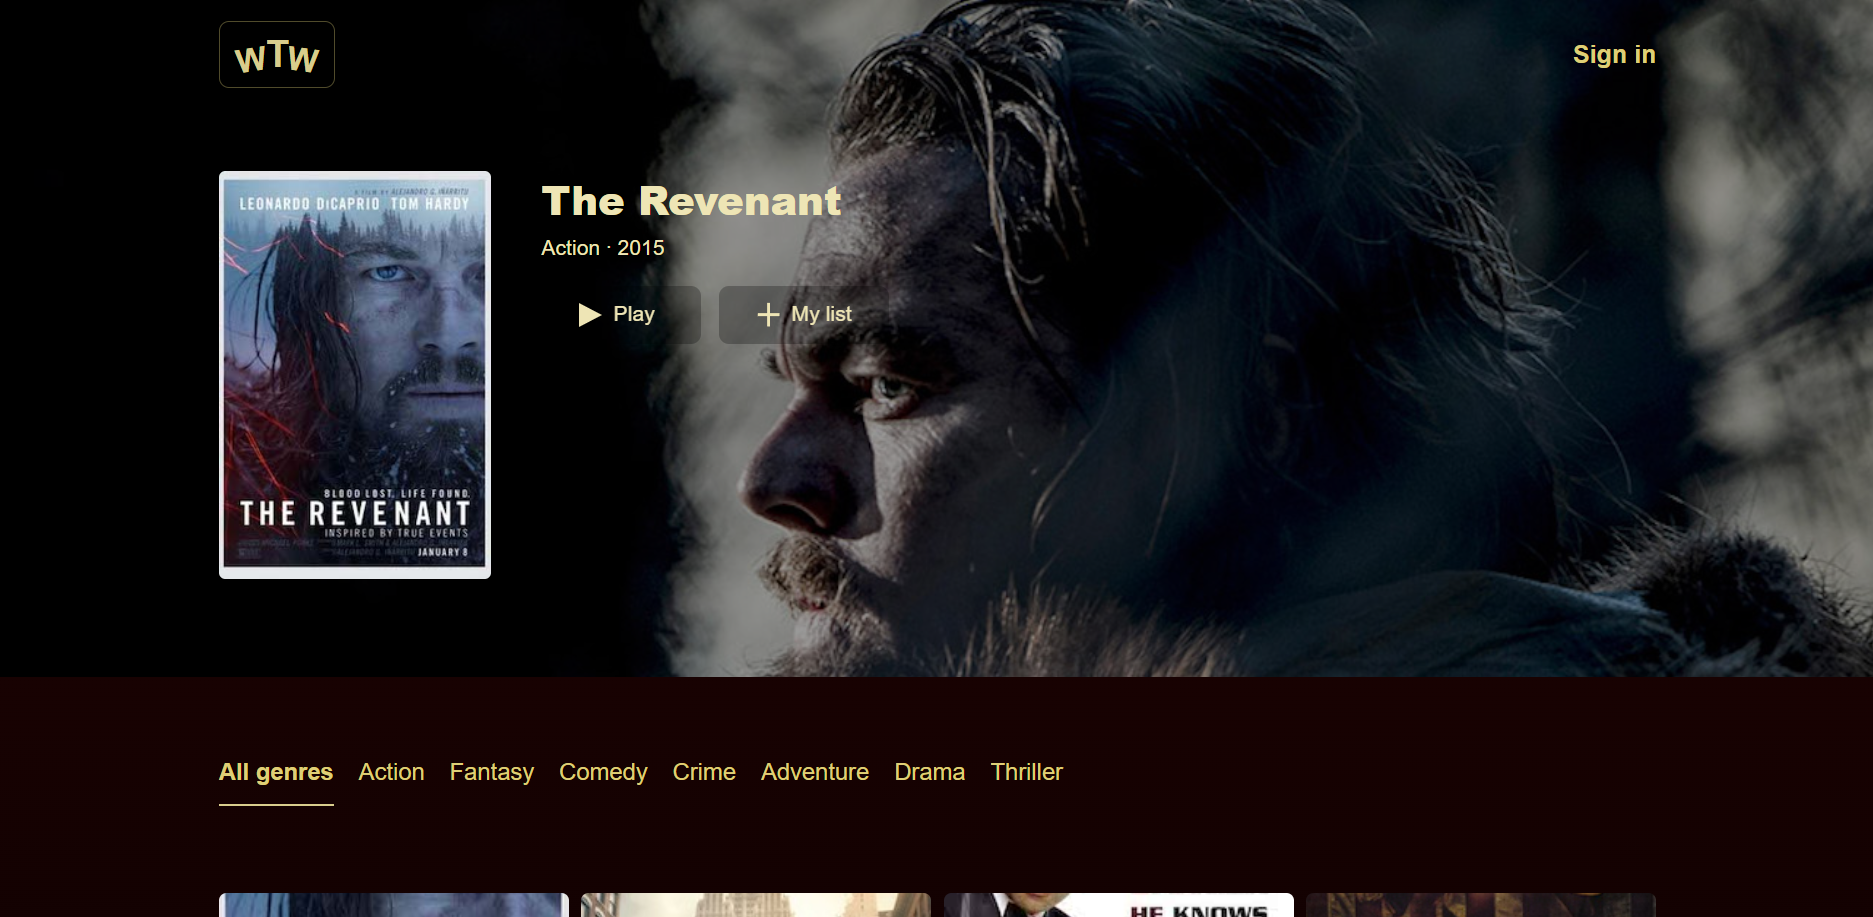 WTW
Sign in
A FILM BY ALEJANDRO G. IÑÁRRITU
LEONARDO DiCAPRIO TOM HARDY
The Revenant
Action · 2015
Play
My list
BLOOD LOST. LIFE FOUND.
THE REVENANT
INSPIRED BY TRUE EVENTS
JANUARY 8
All genres Action Fantasy Comedy Crime Adventure Drama Thriller
HE KNOWS